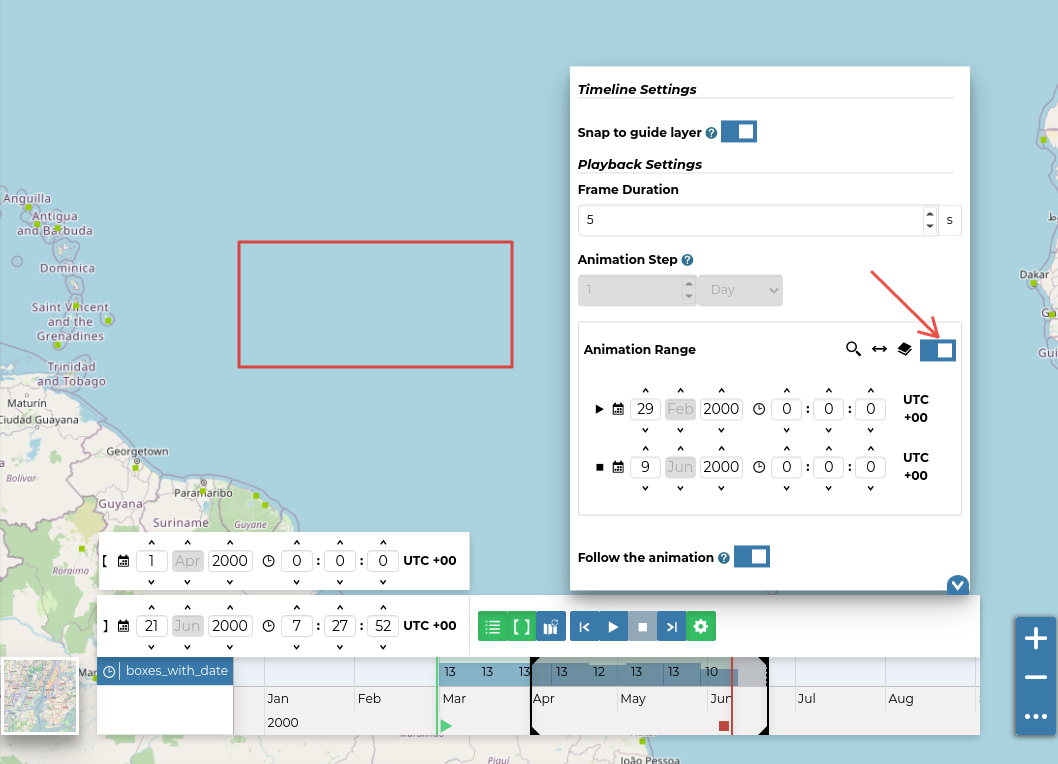 Timeline Settings
Snap to guide layer ?
Playback Settings
Frame Duration
5 s
Animation Step ?
1 Day
Animation Range
29 Feb 2000 0 : 0 : 0 UTC +00
9 Jun 2000 0 : 0 : 0 UTC +00
Follow the animation ?
Anguilla
Antigua
and Barbuda
Dominica
Saint Vincent
and the
Grenadines
Trinidad
and Tobago
Maturín
Ciudad Guayana
Georgetown
Bolívar
Paramaribo
Guyana
Suriname
Guyane
Roraima
Dakar
Gui
[ 1 Apr 2000 0 : 0 : 0 UTC +00
] 21 Jun 2000 7 : 27 : 52 UTC +00
boxes_with_date
13 13 13 13 12 13 13 10
Jan Feb Mar Apr May Jun Jul Aug
2000
Piauí
João Pessoa